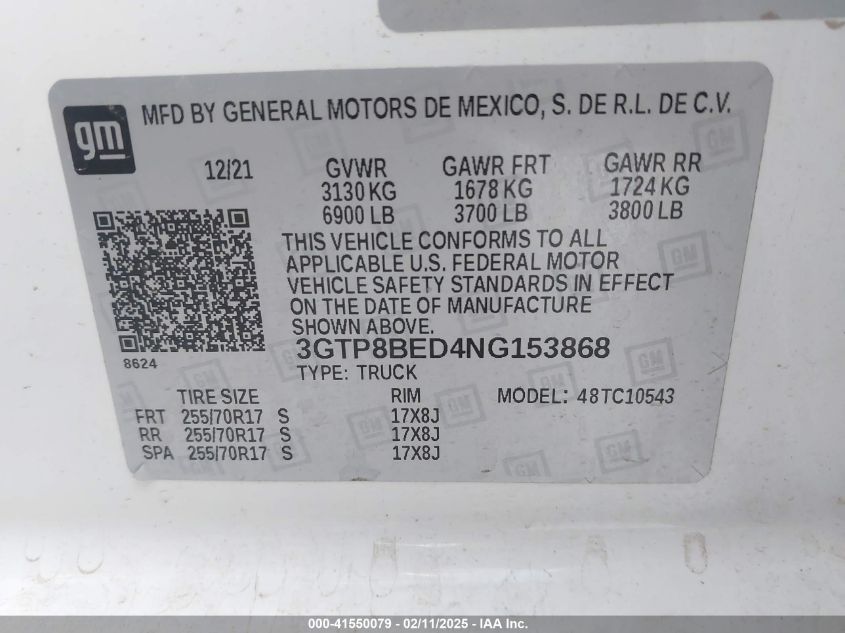 gm
MFD BY GENERAL MOTORS DE MEXICO, S. DE R.L. DE C.V.
12/21 GVWR GAWR FRT GAWR RR
3130 KG 1678 KG 1724 KG
6900 LB 3700 LB 3800 LB
THIS VEHICLE CONFORMS TO ALL
APPLICABLE U.S. FEDERAL MOTOR
VEHICLE SAFETY STANDARDS IN EFFECT
ON THE DATE OF MANUFACTURE
SHOWN ABOVE.
8624
3GTP8BED4NG153868
TYPE: TRUCK
TIRE SIZE RIM MODEL: 48TC10543
FRT 255/70R17 S 17X8J
RR 255/70R17 S 17X8J
SPA 255/70R17 S 17X8J
000--41550079 - 02/11/2025 - IAA Inc.